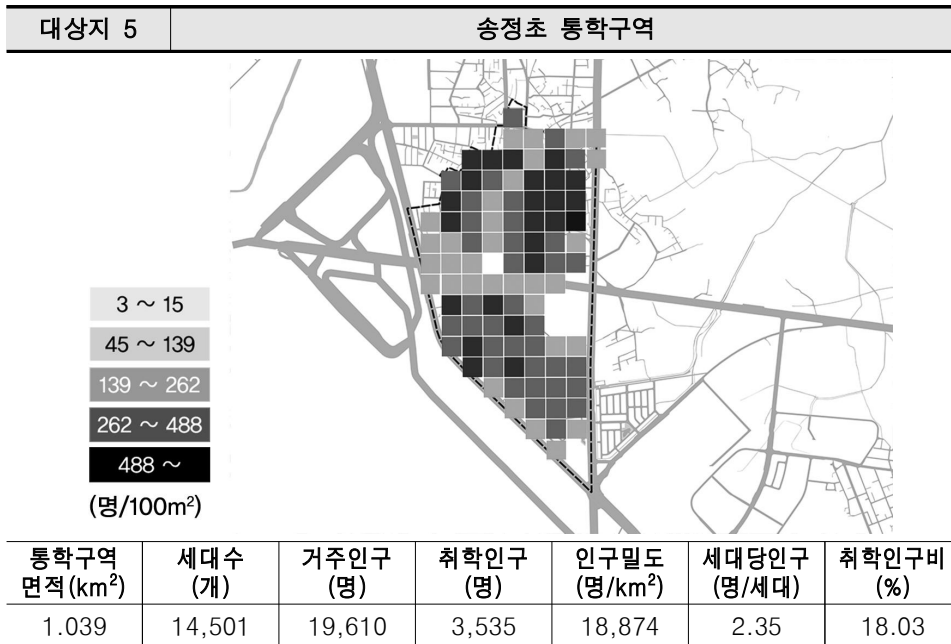 대상지 5 송정초 통학구역
3 ~ 15
45 ~ 139
139 ~ 262
262 ~ 488
488 ~
(명/100m²)
통학구역 세대수 거주인구 취학인구 인구밀도 세대당인구 취학인구비
면적(km²) (개) (명) (명) (명/km²) (명/세대) (%)
1.039 14,501 19,610 3,535 18,874 2.35 18.03